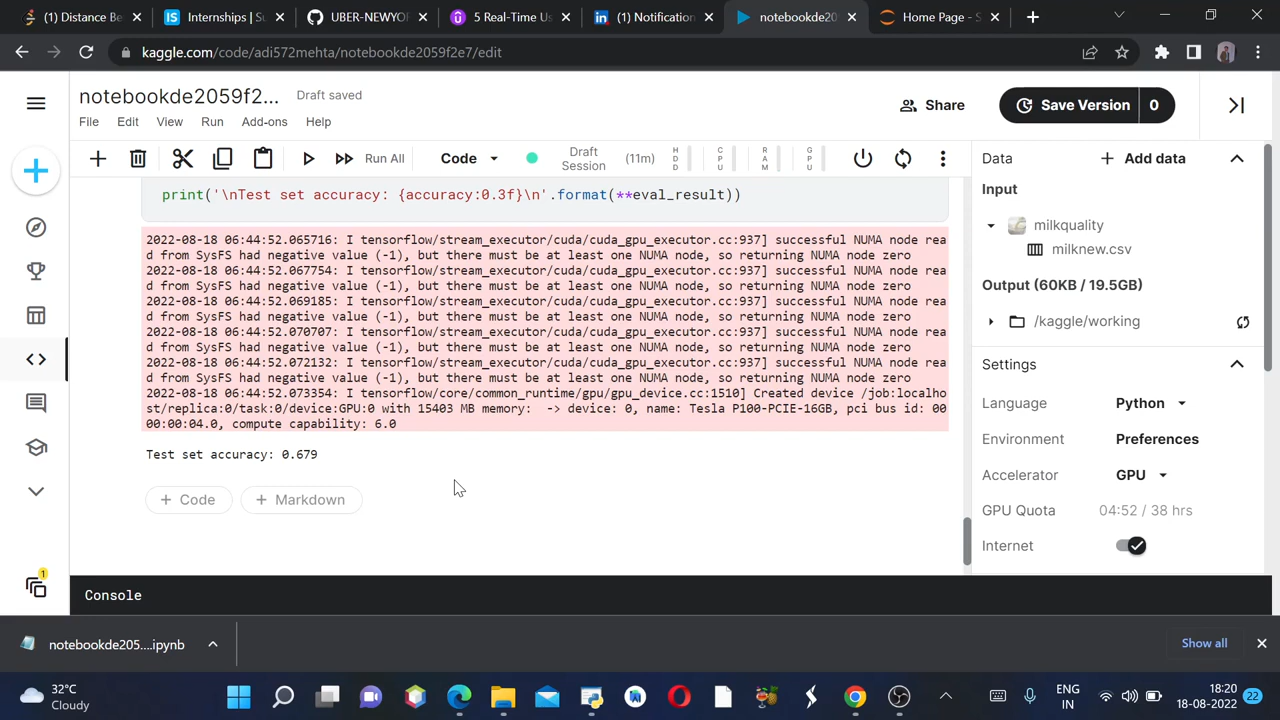 Distance Be
Internships | Su
UBER-NEWYOR
5 Real-Time Us
(1) Notification
notebookde20
Home Page - S
kaggle.com/code/adi572mehta/notebookde2059f2e7/edit
notebookde2059f2...
Draft saved
Share
Save Version
0
File
Edit
View
Run
Add-ons
Help
Run All
Code
Draft Session
(11m)
HDD
CPU
RAM
GPU
print('\nTest set accuracy: {accuracy:0.3f}\n'.format(**eval_result))
2022-08-18 06:44:52.065716: I tensorflow/stream_executor/cuda/cuda_gpu_executor.cc:937] successful NUMA node rea
d from SysFS had negative value (-1), but there must be at least one NUMA node, so returning NUMA node zero
2022-08-18 06:44:52.067754: I tensorflow/stream_executor/cuda/cuda_gpu_executor.cc:937] successful NUMA node rea
d from SysFS had negative value (-1), but there must be at least one NUMA node, so returning NUMA node zero
2022-08-18 06:44:52.069185: I tensorflow/stream_executor/cuda/cuda_gpu_executor.cc:937] successful NUMA node rea
d from SysFS had negative value (-1), but there must be at least one NUMA node, so returning NUMA node zero
2022-08-18 06:44:52.070707: I tensorflow/stream_executor/cuda/cuda_gpu_executor.cc:937] successful NUMA node rea
d from SysFS had negative value (-1), but there must be at least one NUMA node, so returning NUMA node zero
2022-08-18 06:44:52.072132: I tensorflow/stream_executor/cuda/cuda_gpu_executor.cc:937] successful NUMA node rea
d from SysFS had negative value (-1), but there must be at least one NUMA node, so returning NUMA node zero
2022-08-18 06:44:52.073354: I tensorflow/core/common_runtime/gpu/gpu_device.cc:1510] Created device /job:localho
st/replica:0/task:0/device:GPU:0 with 15403 MB memory:  -> device: 0, name: Tesla P100-PCIE-16GB, pci bus id: 00
00:00:04.0, compute capability: 6.0
Test set accuracy: 0.679
+ Code
+ Markdown
Data
Add data
Input
milkquality
milknew.csv
Output (60KB / 19.5GB)
/kaggle/working
Settings
Language
Python
Environment
Preferences
Accelerator
GPU
GPU Quota
04:52 / 38 hrs
Internet
1
Console
notebookde205....ipynb
Show all
32°C
Cloudy
ENG
IN
18:20
18-08-2022
22